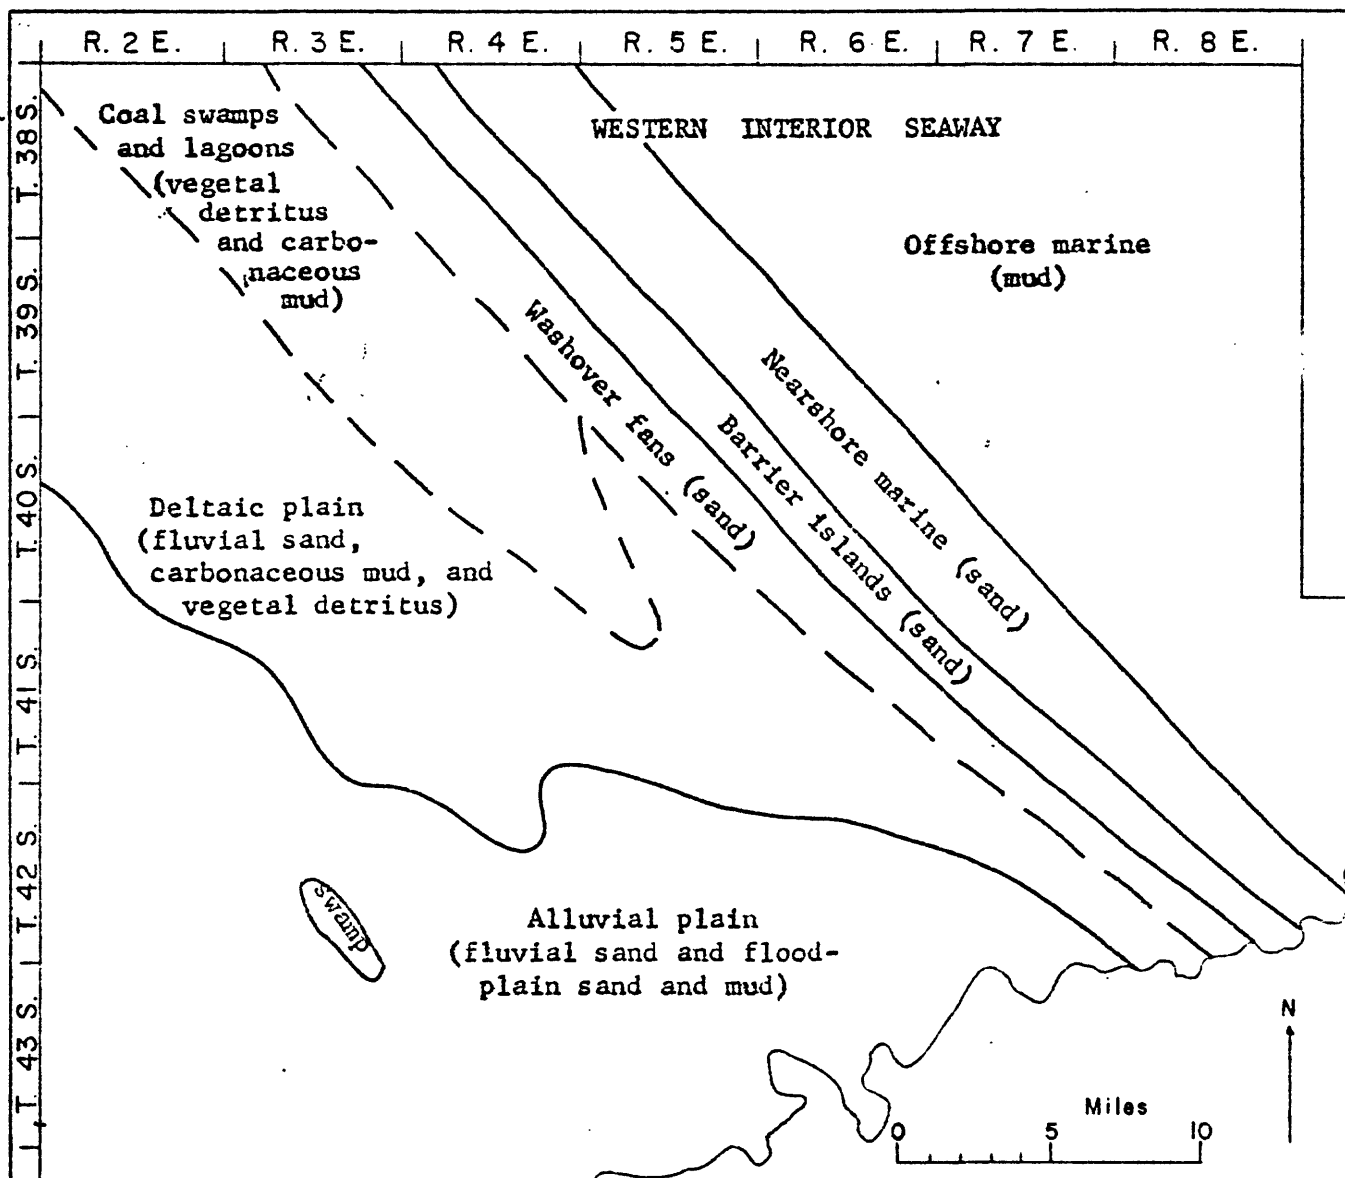 R. 2 E. R. 3 E. R. 4 E. R. 5 E. R. 6 E. R. 7 E. R. 8 E.
T. 38 S.
T. 39 S.
T. 40 S.
T. 41 S.
T. 42 S.
T. 43 S.
Coal swamps
and lagoons
(vegetal
detritus
and carbo-
naceous
mud)
WESTERN INTERIOR SEAWAY
Offshore marine
(mud)
Washover fans (sand)
Barrier islands (sand)
Nearshore marine (sand)
Deltaic plain
(fluvial sand,
carbonaceous mud, and
vegetal detritus)
swamp
Alluvial plain
(fluvial sand and flood-
plain sand and mud)
N
Miles
0 5 10